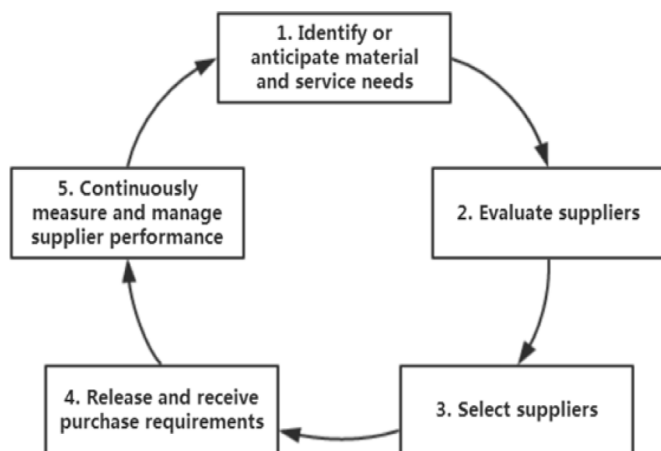 1. Identify or
anticipate material
and service needs
2. Evaluate suppliers
3. Select suppliers
4. Release and receive
purchase requirements
5. Continuously
measure and manage
supplier performance